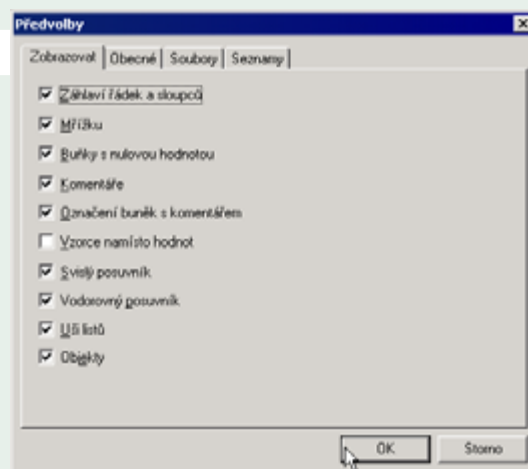 Předvolby
Zobrazovat Obecné Soubory Seznamy
Záhlaví řádek a sloupců
Mřížku
Buňky s nulovou hodnotou
Komentáře
Označení buněk s komentářem
Vzorce namísto hodnot
Svislý posuvník
Vodorovný posuvník
Uši listů
Objekty
OK Storno